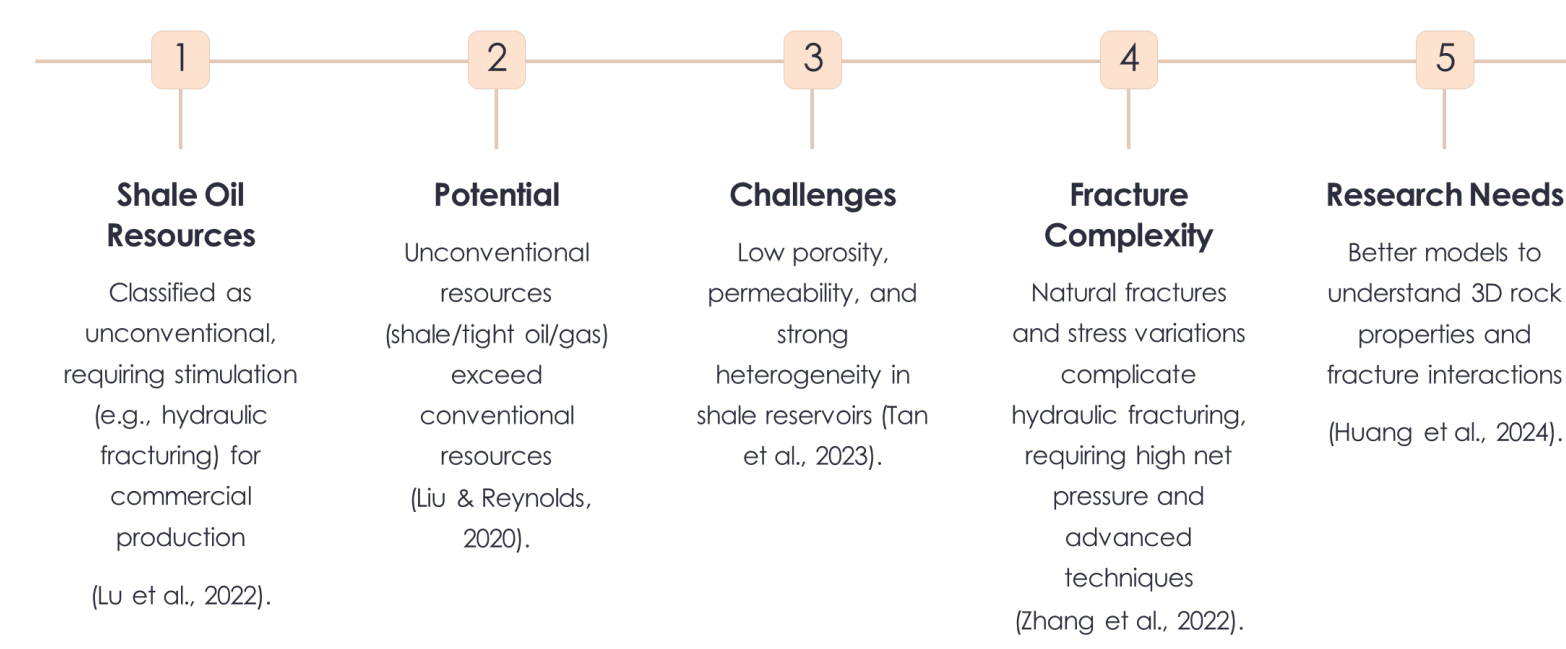 1
Shale Oil
Resources
Classified as
unconventional,
requiring stimulation
(e.g., hydraulic
fracturing) for
commercial
production
(Lu et al., 2022).
2
Potential
Unconventional
resources
(shale/tight oil/gas)
exceed
conventional
resources
(Liu & Reynolds,
2020).
3
Challenges
Low porosity,
permeability, and
strong
heterogeneity in
shale reservoirs (Tan
et al., 2023).
4
Fracture
Complexity
Natural fractures
and stress variations
complicate
hydraulic fracturing,
requiring high net
pressure and
advanced
techniques
(Zhang et al., 2022).
5
Research Needs
Better models to
understand 3D rock
properties and
fracture interactions
(Huang et al., 2024).